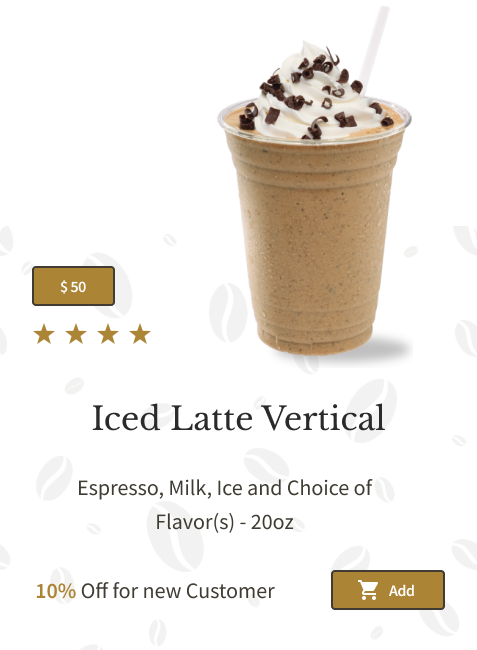 $ 50
Iced Latte Vertical
Espresso, Milk, Ice and Choice of
Flavor(s) - 20oz
10% Off for new Customer
Add